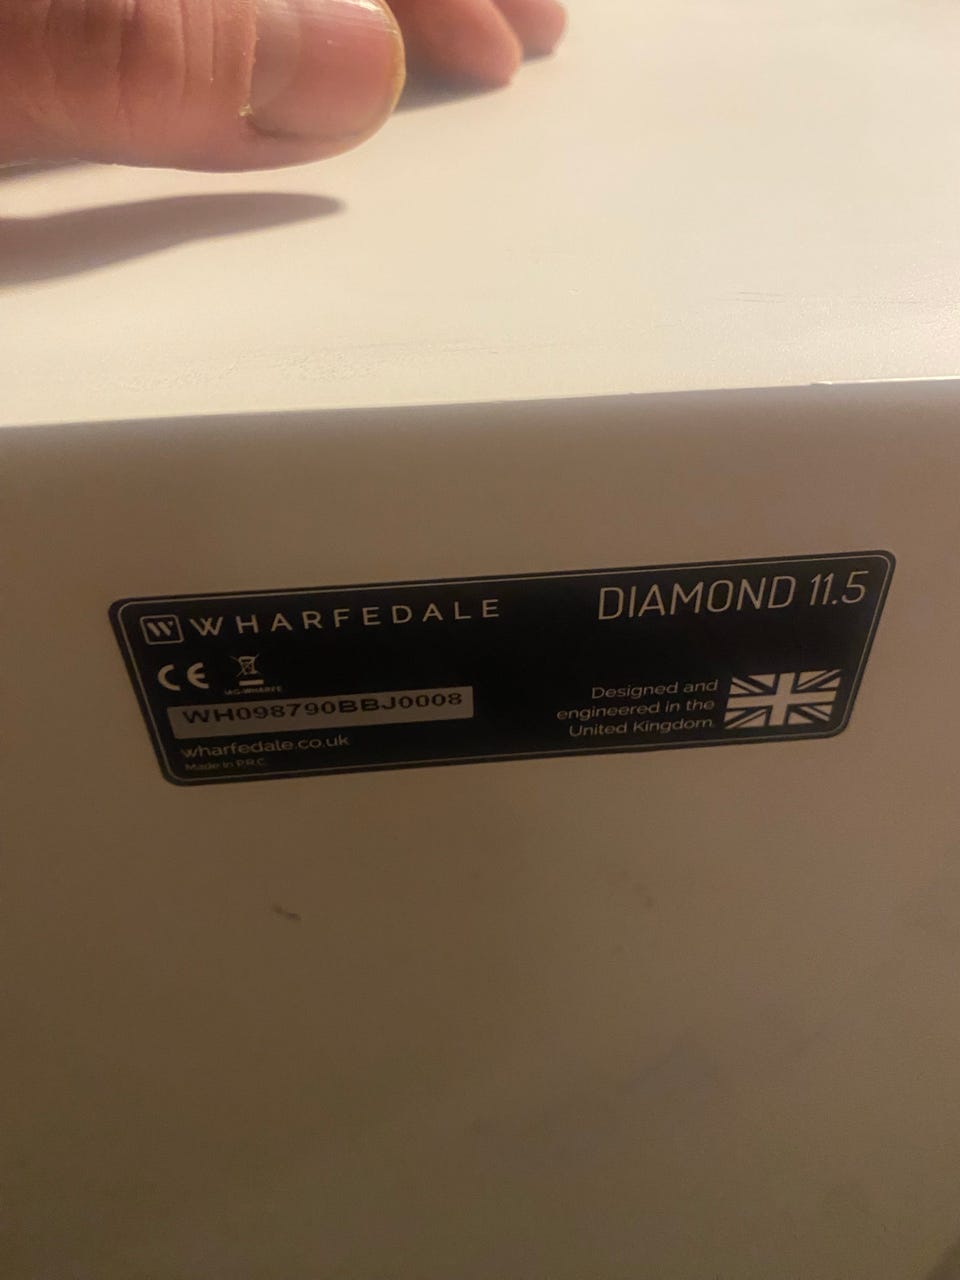 W WHARFEDALE
DIAMOND 11.5
CE
IAG-WHARFE
WH098790BBJ0008
wharfedale.co.uk
Made in P.R.C.
Designed and
engineered in the
United Kingdom.